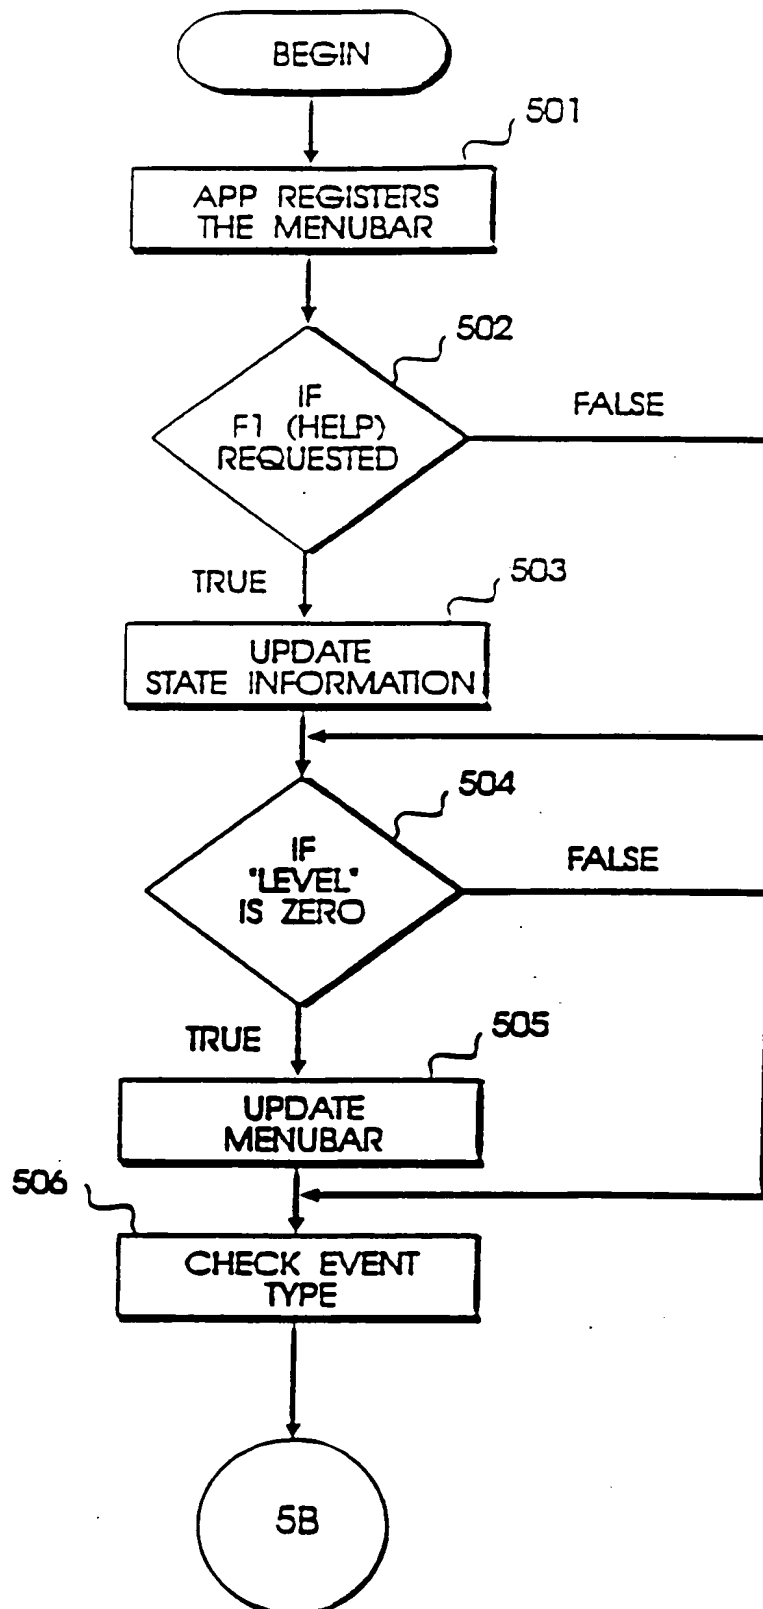 BEGIN
501
APP REGISTERS
THE MENUBAR
502
IF
F1 (HELP)
REQUESTED
FALSE
TRUE
503
UPDATE
STATE INFORMATION
504
IF
"LEVEL"
IS ZERO
FALSE
TRUE
505
UPDATE
MENUBAR
506
CHECK EVENT
TYPE
5B